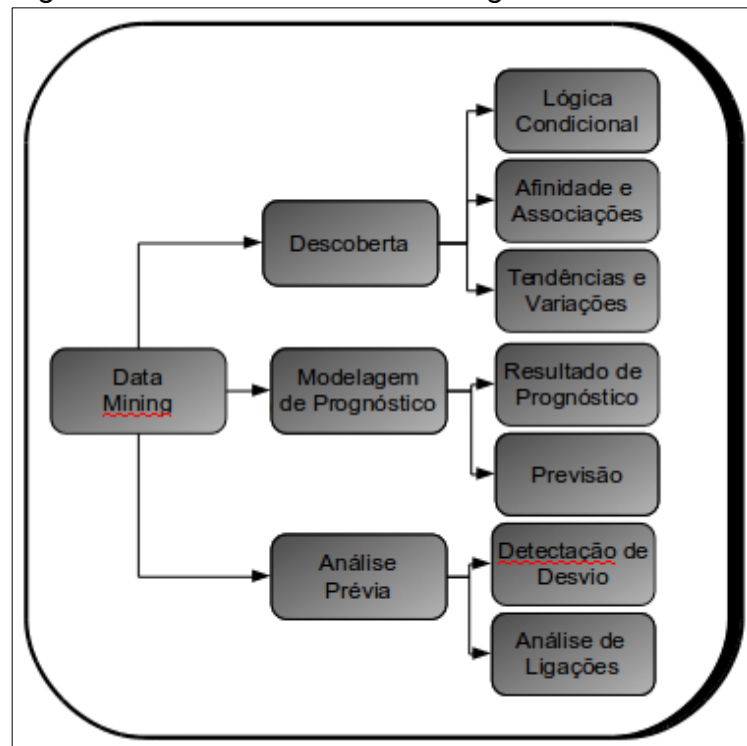 Lógica
Condicional
Afinidade e
Associações
Descoberta
Tendências e
Variações
Data
Mining
Modelagem
de Prognóstico
Resultado de
Prognóstico
Previsão
Análise
Prévia
Detectação de
Desvio
Análise de
Ligações